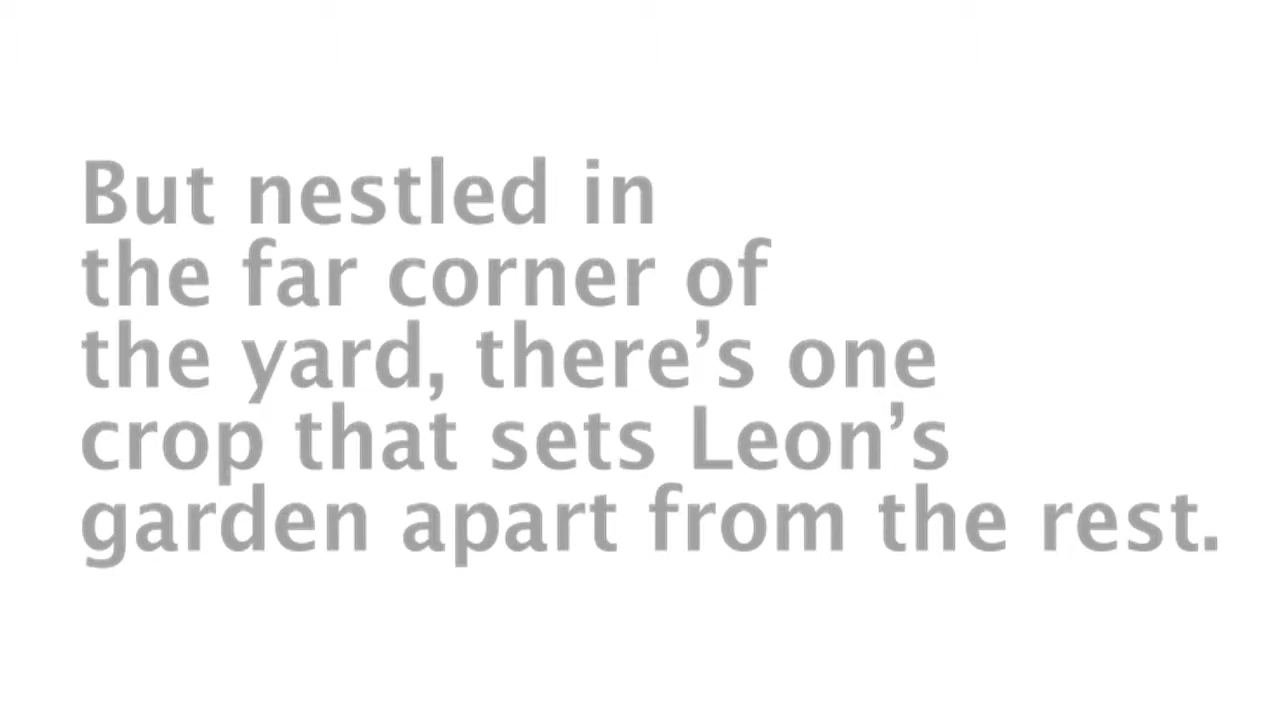 But nestled in
the far corner of
the yard, there’s one
crop that sets Leon’s
garden apart from the rest.